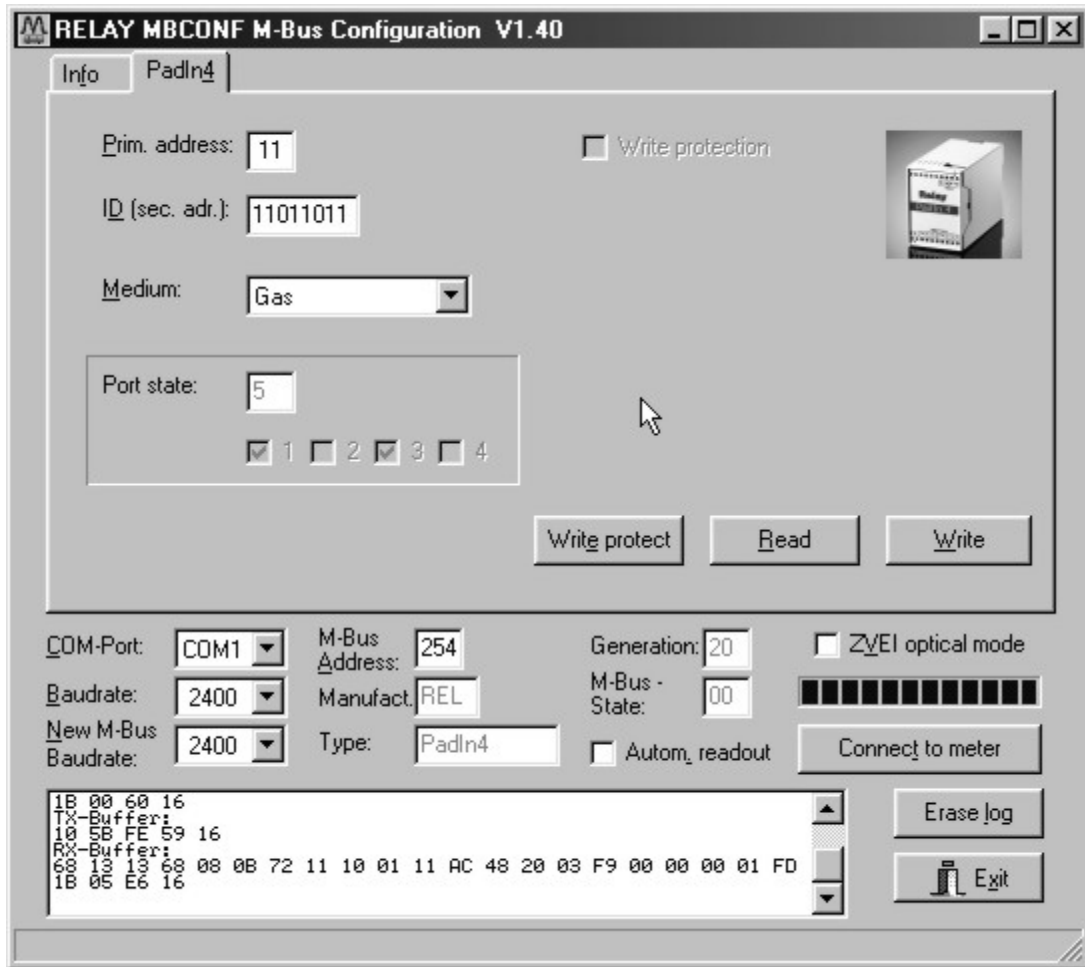 RELAY MBCONF M-Bus Configuration V1.40
Info PadIn4
Prim. address: 11 Write protection
ID (sec. adr.): 11011011
Relay
PadIn4
Medium: Gas
Port state: 5
1 2 3 4
Write protect Read Write
COM-Port: COM1 M-Bus Address: 254 Generation: 20 ZVEI optical mode
Baudrate: 2400 Manufact. REL M-Bus - State: 00
New M-Bus Baudrate: 2400 Type: PadIn4 Autom. readout Connect to meter
1B 00 60 16
TX-Buffer:
10 5B FE 59 16
RX-Buffer:
68 13 13 68 08 0B 72 11 10 01 11 AC 48 20 03 F9 00 00 00 01 FD
1B 05 E6 16
Erase log
Exit